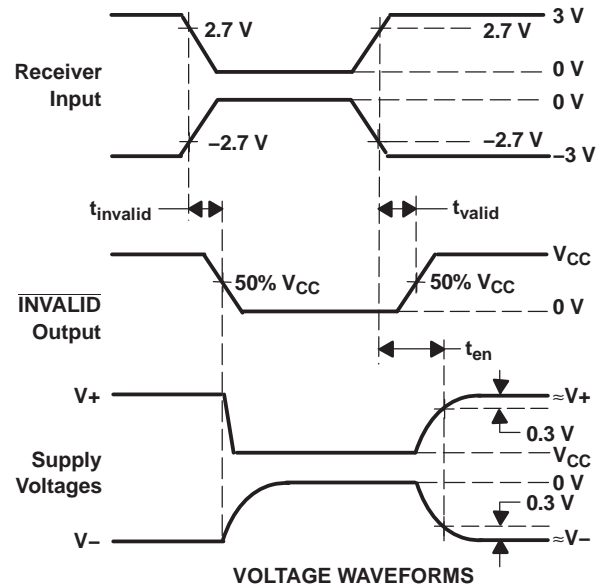 3 V
2.7 V
2.7 V
Receiver
Input
0 V
0 V
−2.7 V
−2.7 V
−3 V
tinvalid
tvalid
VCC
50% VCC
50% VCC
INVALID
Output
0 V
ten
V+
≈V+
0.3 V
Supply
Voltages
VCC
0 V
0.3 V
V−
≈V−
VOLTAGE WAVEFORMS